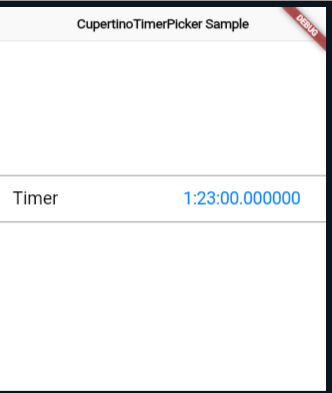 CupertinoTimerPicker Sample
DEBUG
Timer
1:23:00.000000